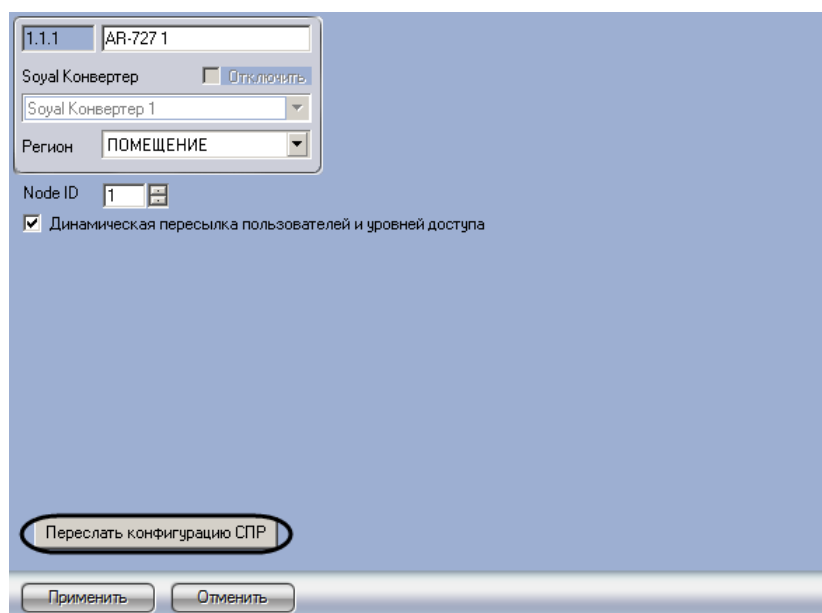 1.1.1 AR-727 1
Soyal Конвертер Отключить
Soyal Конвертер 1
Регион ПОМЕЩЕНИЕ
Node ID 1
Динамическая пересылка пользователей и уровней доступа
Переслать конфигурацию СПР
Применить Отменить